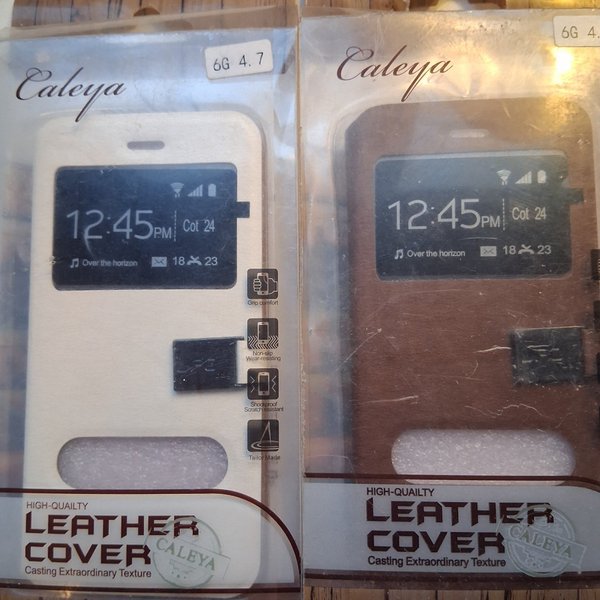 Caleya
6G 4.7
12:45PM
Cot 24
Over the horizon
18
23
Grip comfort
Non-slip
Wear-resisting
Shockproof
Scratch-resistant
Tailor Made
HIGH-QUAILTY
LEATHER
COVER
CALEYA
Casting Extraordinary Texture
Caleya
6G 4.
12:45PM
Cot 24
Over the horizon
18
23
HIGH-QUAILTY
LEATHER
COVER
CALEYA
Casting Extraordinary Texture